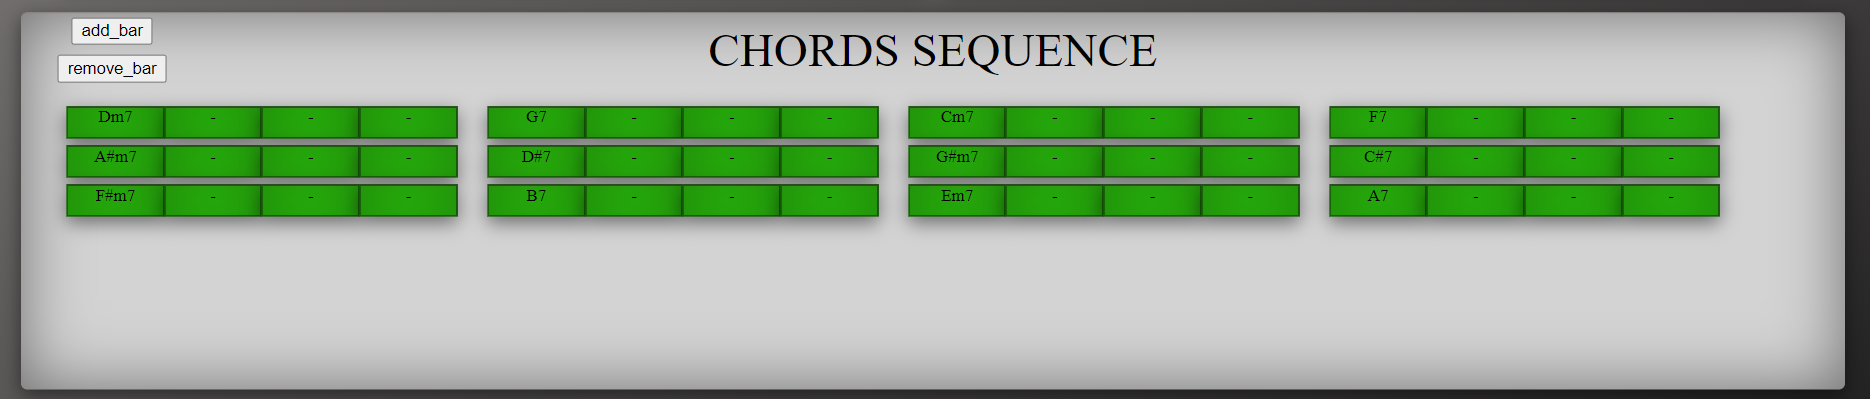 add_bar
CHORDS SEQUENCE
remove_bar
Dm7 - - - G7 - - - Cm7 - - - F7 - - -
A#m7 - - - D#7 - - - G#m7 - - - C#7 - - -
F#m7 - - - B7 - - - Em7 - - - A7 - - -